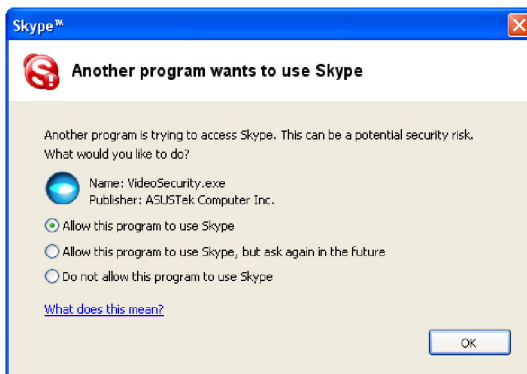 Skype™
Another program wants to use Skype
Another program is trying to access Skype. This can be a potential security risk.
What would you like to do?
Name: VideoSecurity.exe
Publisher: ASUSTek Computer Inc.
Allow this program to use Skype
Allow this program to use Skype, but ask again in the future
Do not allow this program to use Skype
What does this mean?
OK